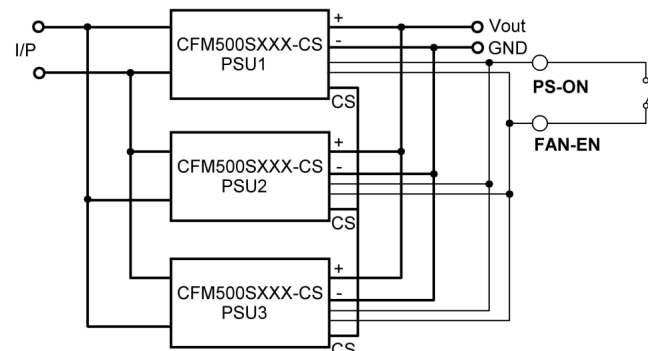 I/P
CFM500SXXX-CS
PSU1
+
-
CS
Vout
GND
PS-ON
FAN-EN
CFM500SXXX-CS
PSU2
+
-
CS
CFM500SXXX-CS
PSU3
+
-
CS